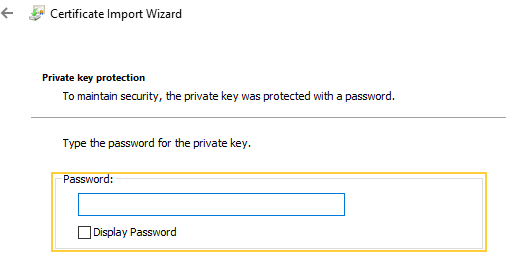 Certificate Import Wizard
Private key protection
To maintain security, the private key was protected with a password.
Type the password for the private key.
Password:
Display Password